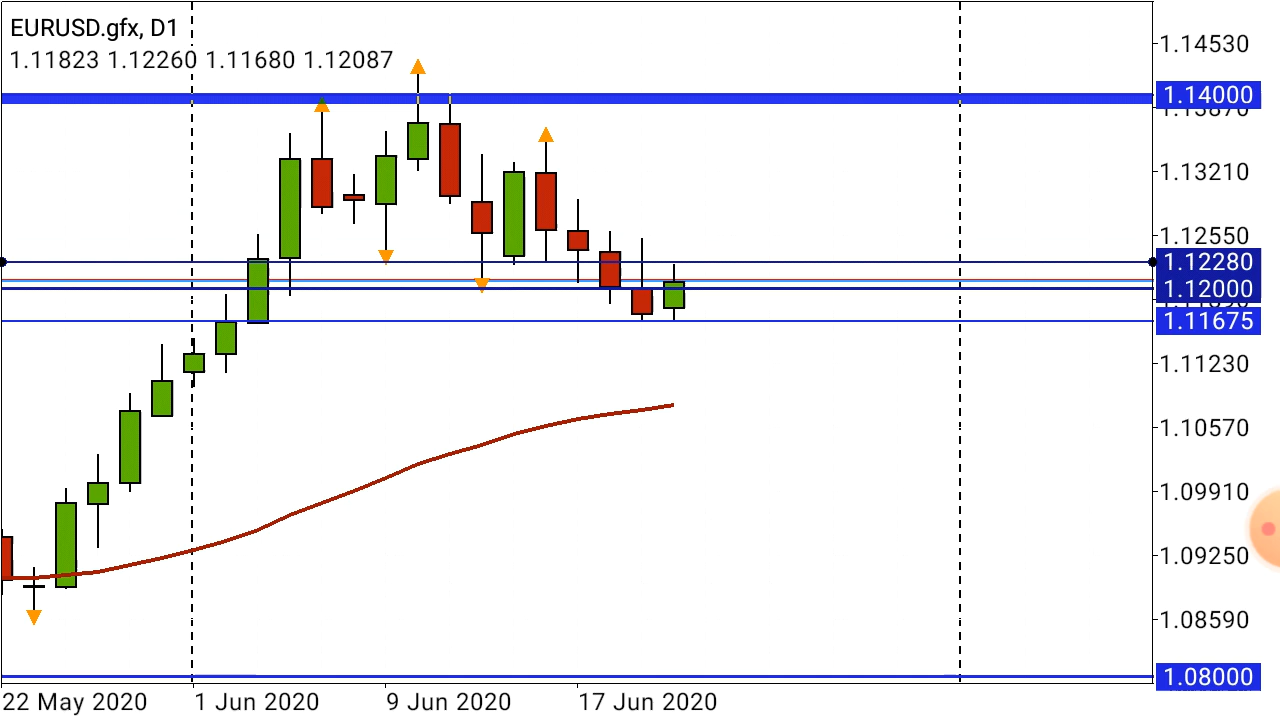 EURUSD.gfx, D1
1.11823 1.12260 1.11680 1.12087
1.14530
1.14000
1.13870
1.13210
1.12550
1.12280
1.12000
1.11675
1.11230
1.10570
1.09910
1.09250
1.08590
1.08000
22 May 2020
1 Jun 2020
9 Jun 2020
17 Jun 2020